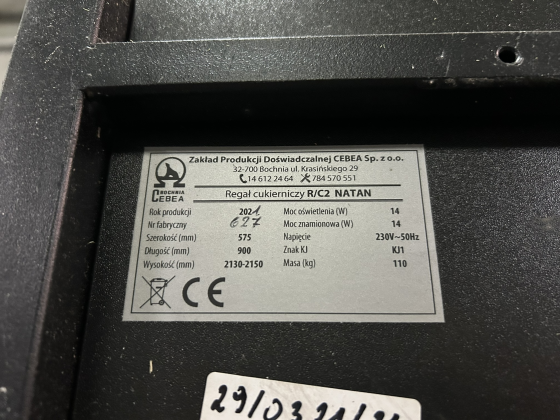 BOCHNIA
CEBEA
Zakład Produkcji Doświadczalnej CEBEA Sp. z o.o.
32-700 Bochnia ul. Krasińskiego 29
14 612 24 64 784 570 551
Regał cukierniczy R/C2 NATAN
Rok produkcji 2021 Moc oświetlenia (W) 14
Nr fabryczny 627 Moc znamionowa (W) 14
Szerokość (mm) 575 Napięcie 230V~50Hz
Długość (mm) 900 Znak KJ KJ1
Wysokość (mm) 2130-2150 Masa (kg) 110
CE
29/03